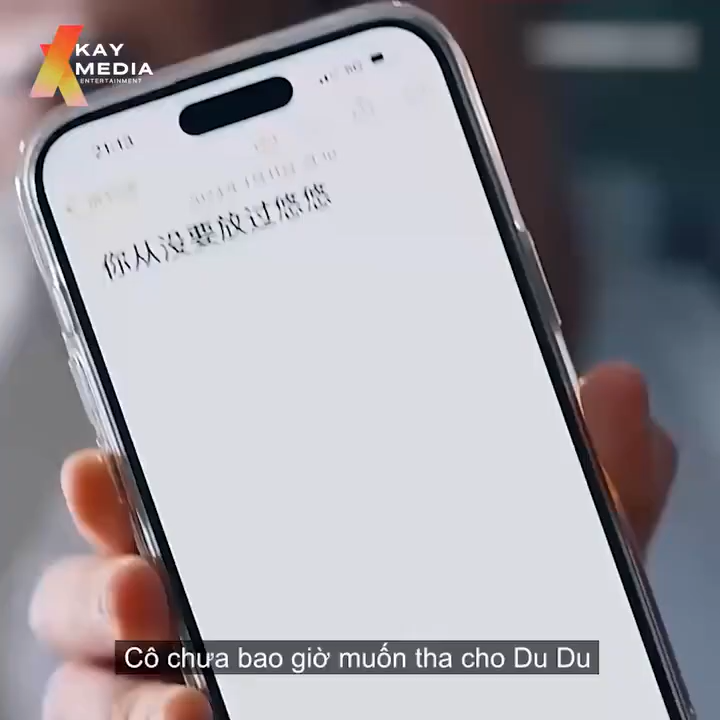 KAY
MEDIA
ENTERTAINMENT
21:13
你从没要放过悠悠
Cô chưa bao giờ muốn tha cho Du Du